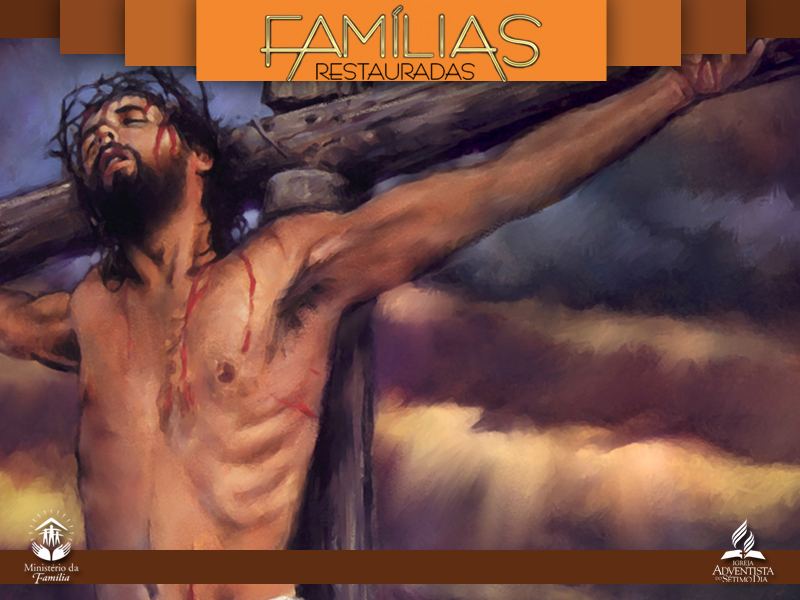 FAMÍLIAS
RESTAURADAS
Ministério da
Família
IGREJA
ADVENTISTA
DO SÉTIMO DIA